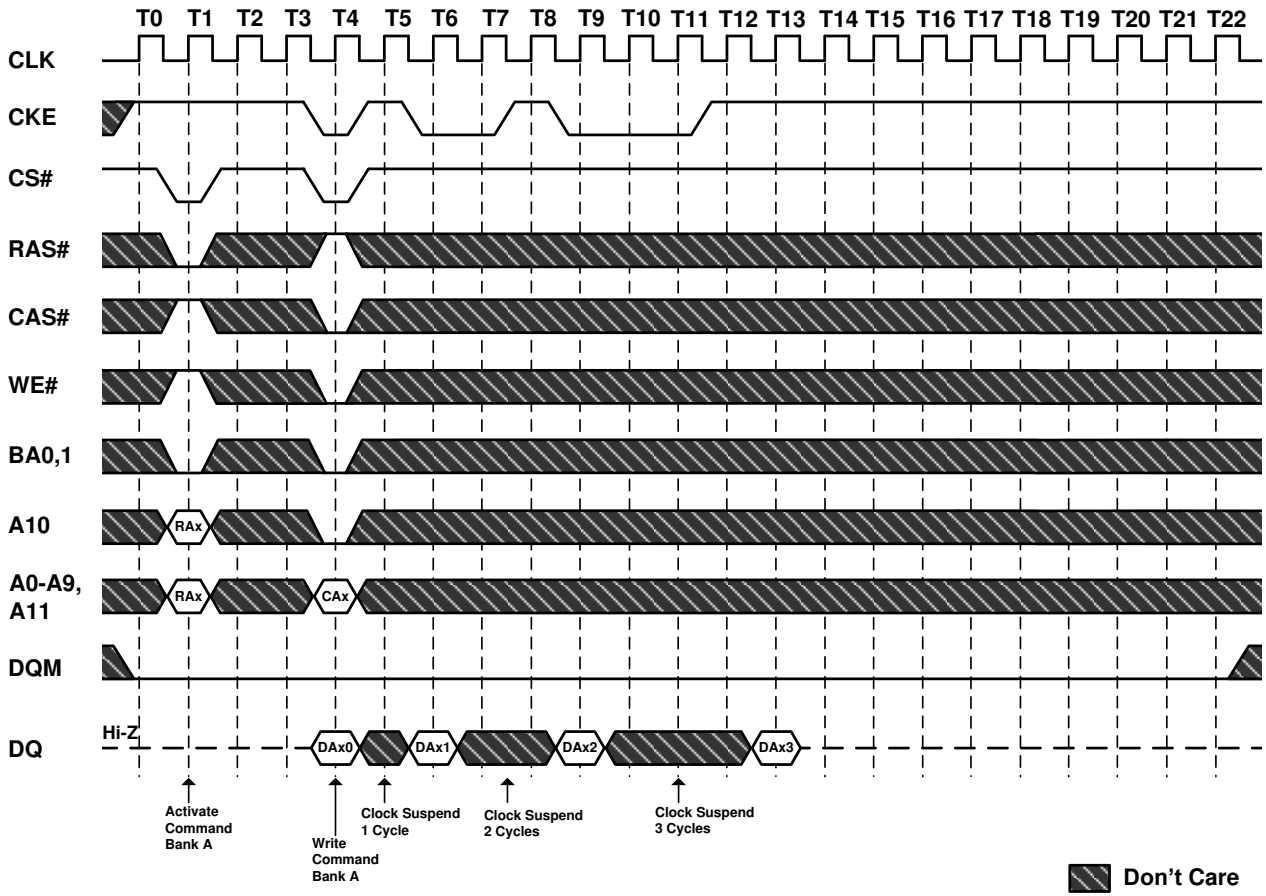 T0 T1 T2 T3 T4 T5 T6 T7 T8 T9 T10 T11 T12 T13 T14 T15 T16 T17 T18 T19 T20 T21 T22
CLK
CKE
CS#
RAS#
CAS#
WE#
BA0,1
A10
RAx
A0-A9,
A11
RAx CAx
DQM
Hi-Z
DQ
DAx0 DAx1 DAx2 DAx3
Activate
Command
Bank A
Write
Command
Bank A
Clock Suspend
1 Cycle
Clock Suspend
2 Cycles
Clock Suspend
3 Cycles
Don't Care